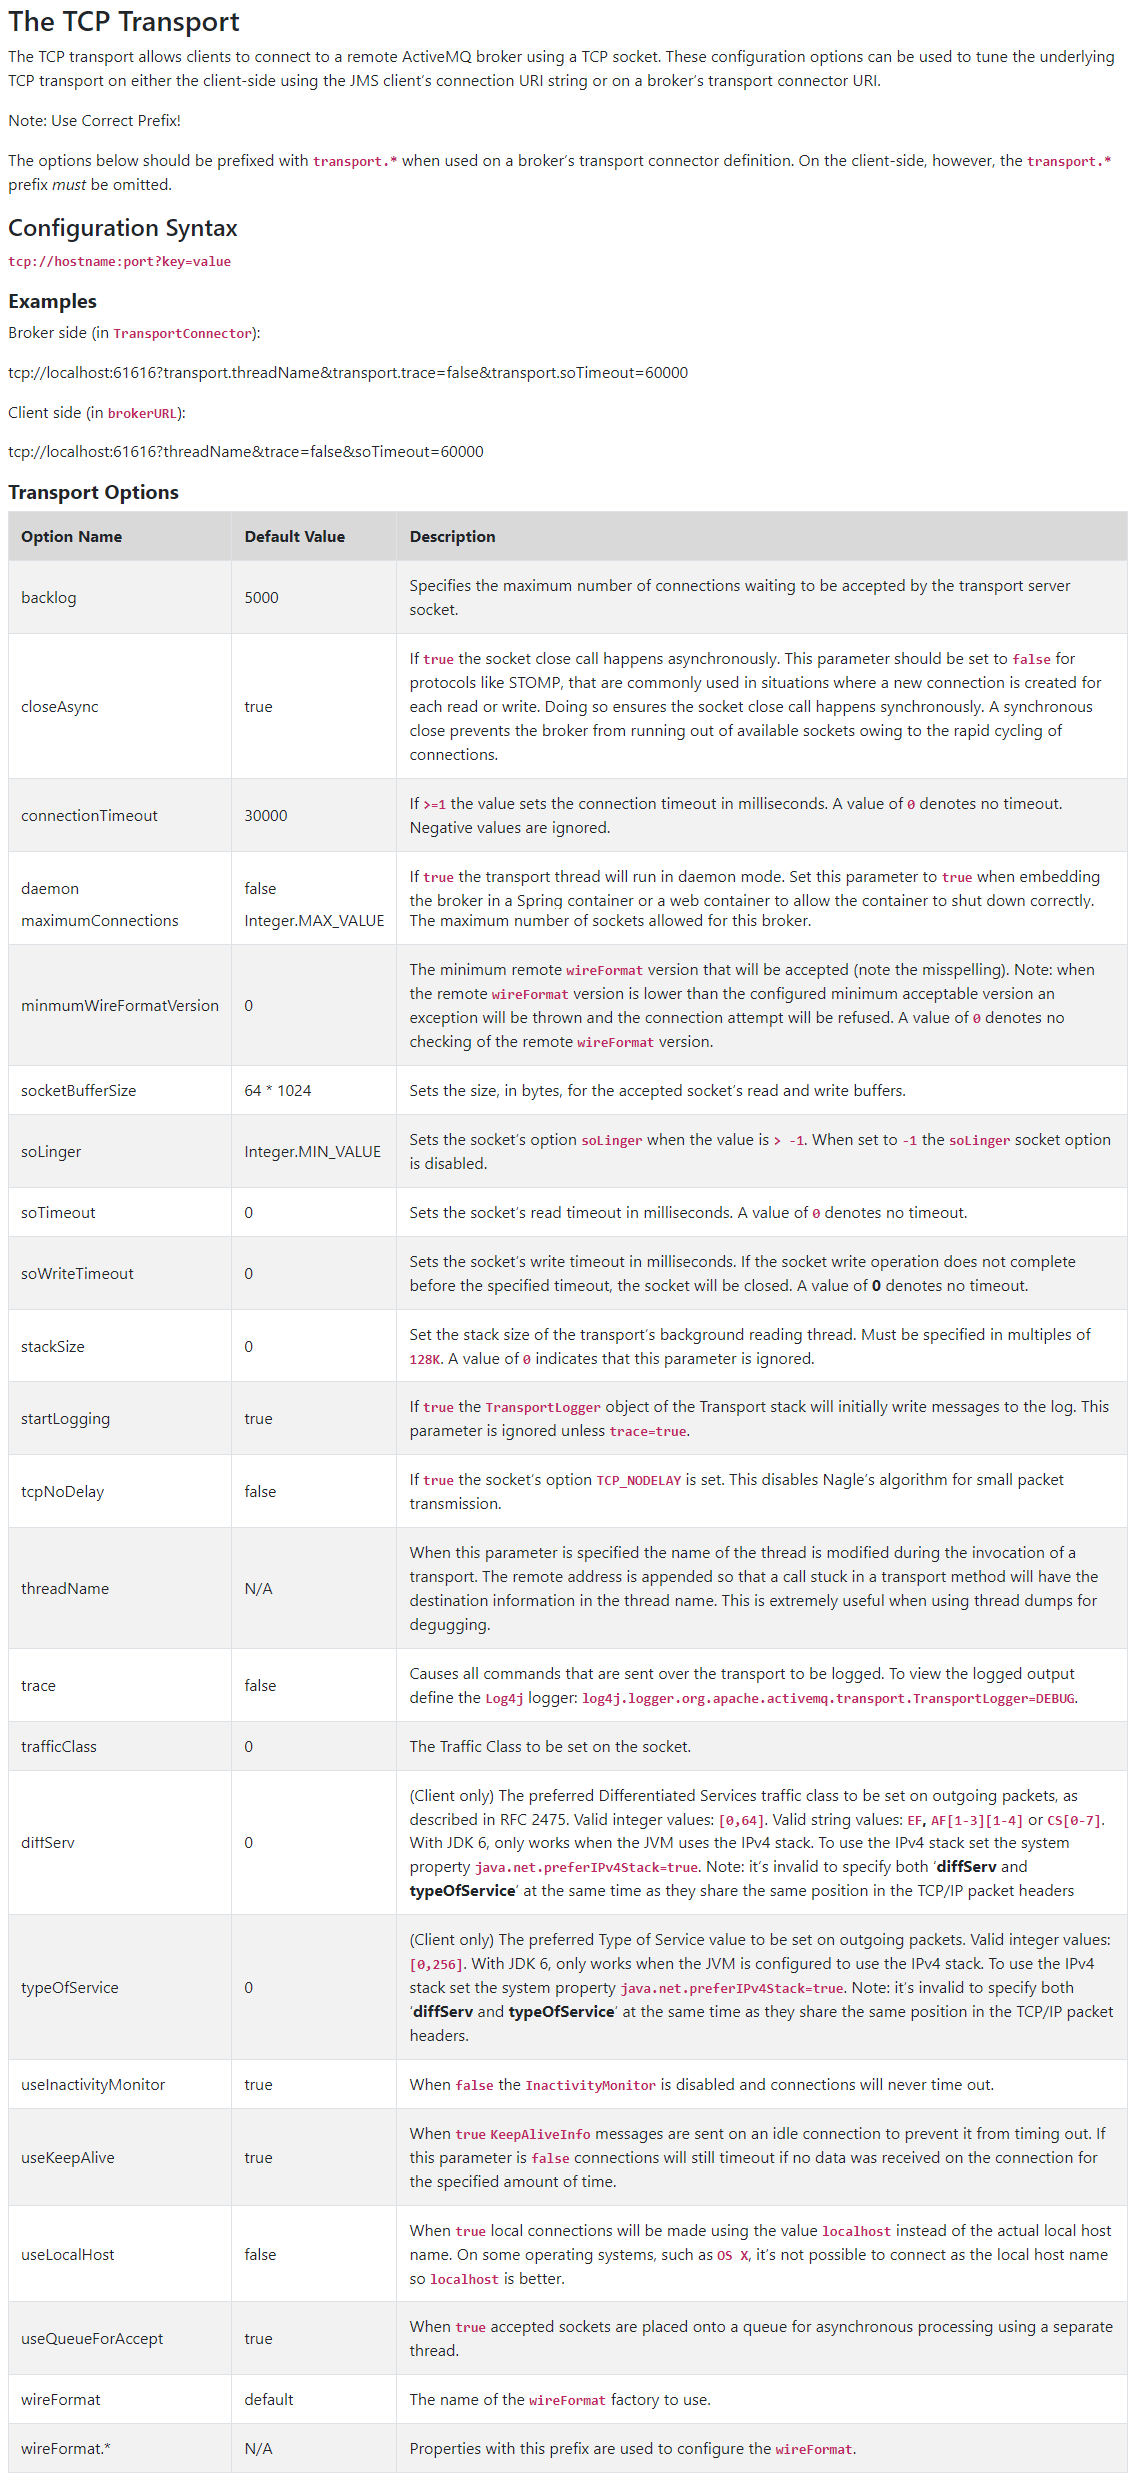 The TCP Transport
The TCP transport allows clients to connect to a remote ActiveMQ broker using a TCP socket. These configuration options can be used to tune the underlying
TCP transport on either the client-side using the JMS client's connection URI string or on a broker's transport connector URI.
Note: Use Correct Prefix!
The options below should be prefixed with transport.* when used on a broker's transport connector definition. On the client-side, however, the transport.*
prefix must be omitted.
Configuration Syntax
tcp://hostname:port?key=value
Examples
Broker side (in TransportConnector):
tcp://localhost:61616?transport.threadName&transport.trace=false&transport.soTimeout=60000
Client side (in brokerURL):
tcp://localhost:61616?threadName&trace=false&soTimeout=60000
Transport Options
Option Name Default Value Description
backlog 5000 Specifies the maximum number of connections waiting to be accepted by the transport server
socket.
closeAsync true If true the socket close call happens asynchronously. This parameter should be set to false for
protocols like STOMP, that are commonly used in situations where a new connection is created for
each read or write. Doing so ensures the socket close call happens synchronously. A synchronous
close prevents the broker from running out of available sockets owing to the rapid cycling of
connections.
connectionTimeout 30000 If >=1 the value sets the connection timeout in milliseconds. A value of 0 denotes no timeout.
Negative values are ignored.
daemon false If true the transport thread will run in daemon mode. Set this parameter to true when embedding
the broker in a Spring container or a web container to allow the container to shut down correctly.
maximumConnections Integer.MAX_VALUE The maximum number of sockets allowed for this broker.
minmumWireFormatVersion 0 The minimum remote wireFormat version that will be accepted (note the misspelling). Note: when
the remote wireFormat version is lower than the configured minimum acceptable version an
exception will be thrown and the connection attempt will be refused. A value of 0 denotes no
checking of the remote wireFormat version.
socketBufferSize 64 * 1024 Sets the size, in bytes, for the accepted socket's read and write buffers.
soLinger Integer.MIN_VALUE Sets the socket's option soLinger when the value is > -1. When set to -1 the soLinger socket option
is disabled.
soTimeout 0 Sets the socket's read timeout in milliseconds. A value of 0 denotes no timeout.
soWriteTimeout 0 Sets the socket's write timeout in milliseconds. If the socket write operation does not complete
before the specified timeout, the socket will be closed. A value of 0 denotes no timeout.
stackSize 0 Set the stack size of the transport's background reading thread. Must be specified in multiples of
128K. A value of 0 indicates that this parameter is ignored.
startLogging true If true the TransportLogger object of the Transport stack will initially write messages to the log. This
parameter is ignored unless trace=true.
tcpNoDelay false If true the socket's option TCP_NODELAY is set. This disables Nagle's algorithm for small packet
transmission.
threadName N/A When this parameter is specified the name of the thread is modified during the invocation of a
transport. The remote address is appended so that a call stuck in a transport method will have the
destination information in the thread name. This is extremely useful when using thread dumps for
degugging.
trace false Causes all commands that are sent over the transport to be logged. To view the logged output
define the Log4j logger: log4j.logger.org.apache.activemq.transport.TransportLogger=DEBUG.
trafficClass 0 The Traffic Class to be set on the socket.
diffServ 0 (Client only) The preferred Differentiated Services traffic class to be set on outgoing packets, as
described in RFC 2475. Valid integer values: [0,64]. Valid string values: EF, AF[1-3][1-4] or CS[0-7].
With JDK 6, only works when the JVM uses the IPv4 stack. To use the IPv4 stack set the system
property java.net.preferIPv4Stack=true. Note: it's invalid to specify both 'diffServ and
typeOfService' at the same time as they share the same position in the TCP/IP packet headers
typeOfService 0 (Client only) The preferred Type of Service value to be set on outgoing packets. Valid integer values:
[0,256]. With JDK 6, only works when the JVM is configured to use the IPv4 stack. To use the IPv4
stack set the system property java.net.preferIPv4Stack=true. Note: it's invalid to specify both
'diffServ and typeOfService' at the same time as they share the same position in the TCP/IP packet
headers.
useInactivityMonitor true When false the InactivityMonitor is disabled and connections will never time out.
useKeepAlive true When true KeepAliveInfo messages are sent on an idle connection to prevent it from timing out. If
this parameter is false connections will still timeout if no data was received on the connection for
the specified amount of time.
useLocalHost false When true local connections will be made using the value localhost instead of the actual local host
name. On some operating systems, such as OS X, it's not possible to connect as the local host name
so localhost is better.
useQueueForAccept true When true accepted sockets are placed onto a queue for asynchronous processing using a separate
thread.
wireFormat default The name of the wireFormat factory to use.
wireFormat.* N/A Properties with this prefix are used to configure the wireFormat.